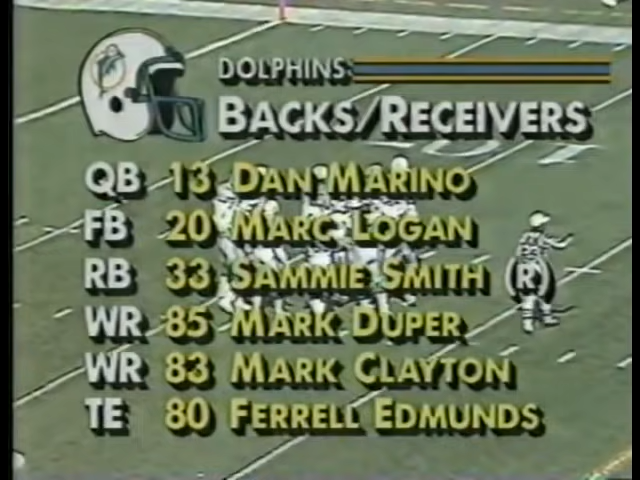 DOLPHINS
BACKS/RECEIVERS
QB 13 DAN MARINO
FB 20 MARC LOGAN
RB 33 SAMMIE SMITH R
WR 85 MARK DUPER
WR 83 MARK CLAYTON
TE 80 FERRELL EDMUNDS